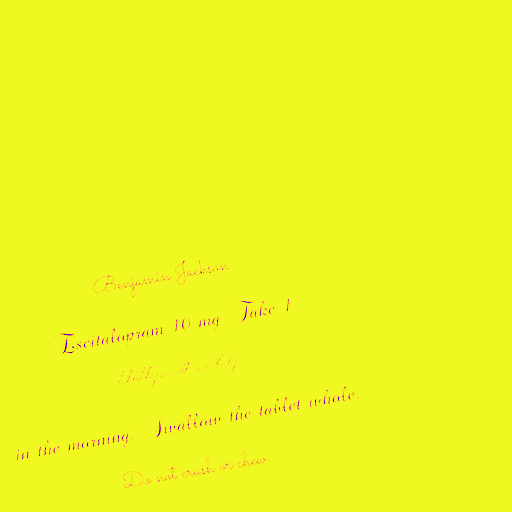 Benjamin Jackson
Escitalopram 10 mg Take 1
in the morning. Swallow the tablet whole.
Do not crush or chew